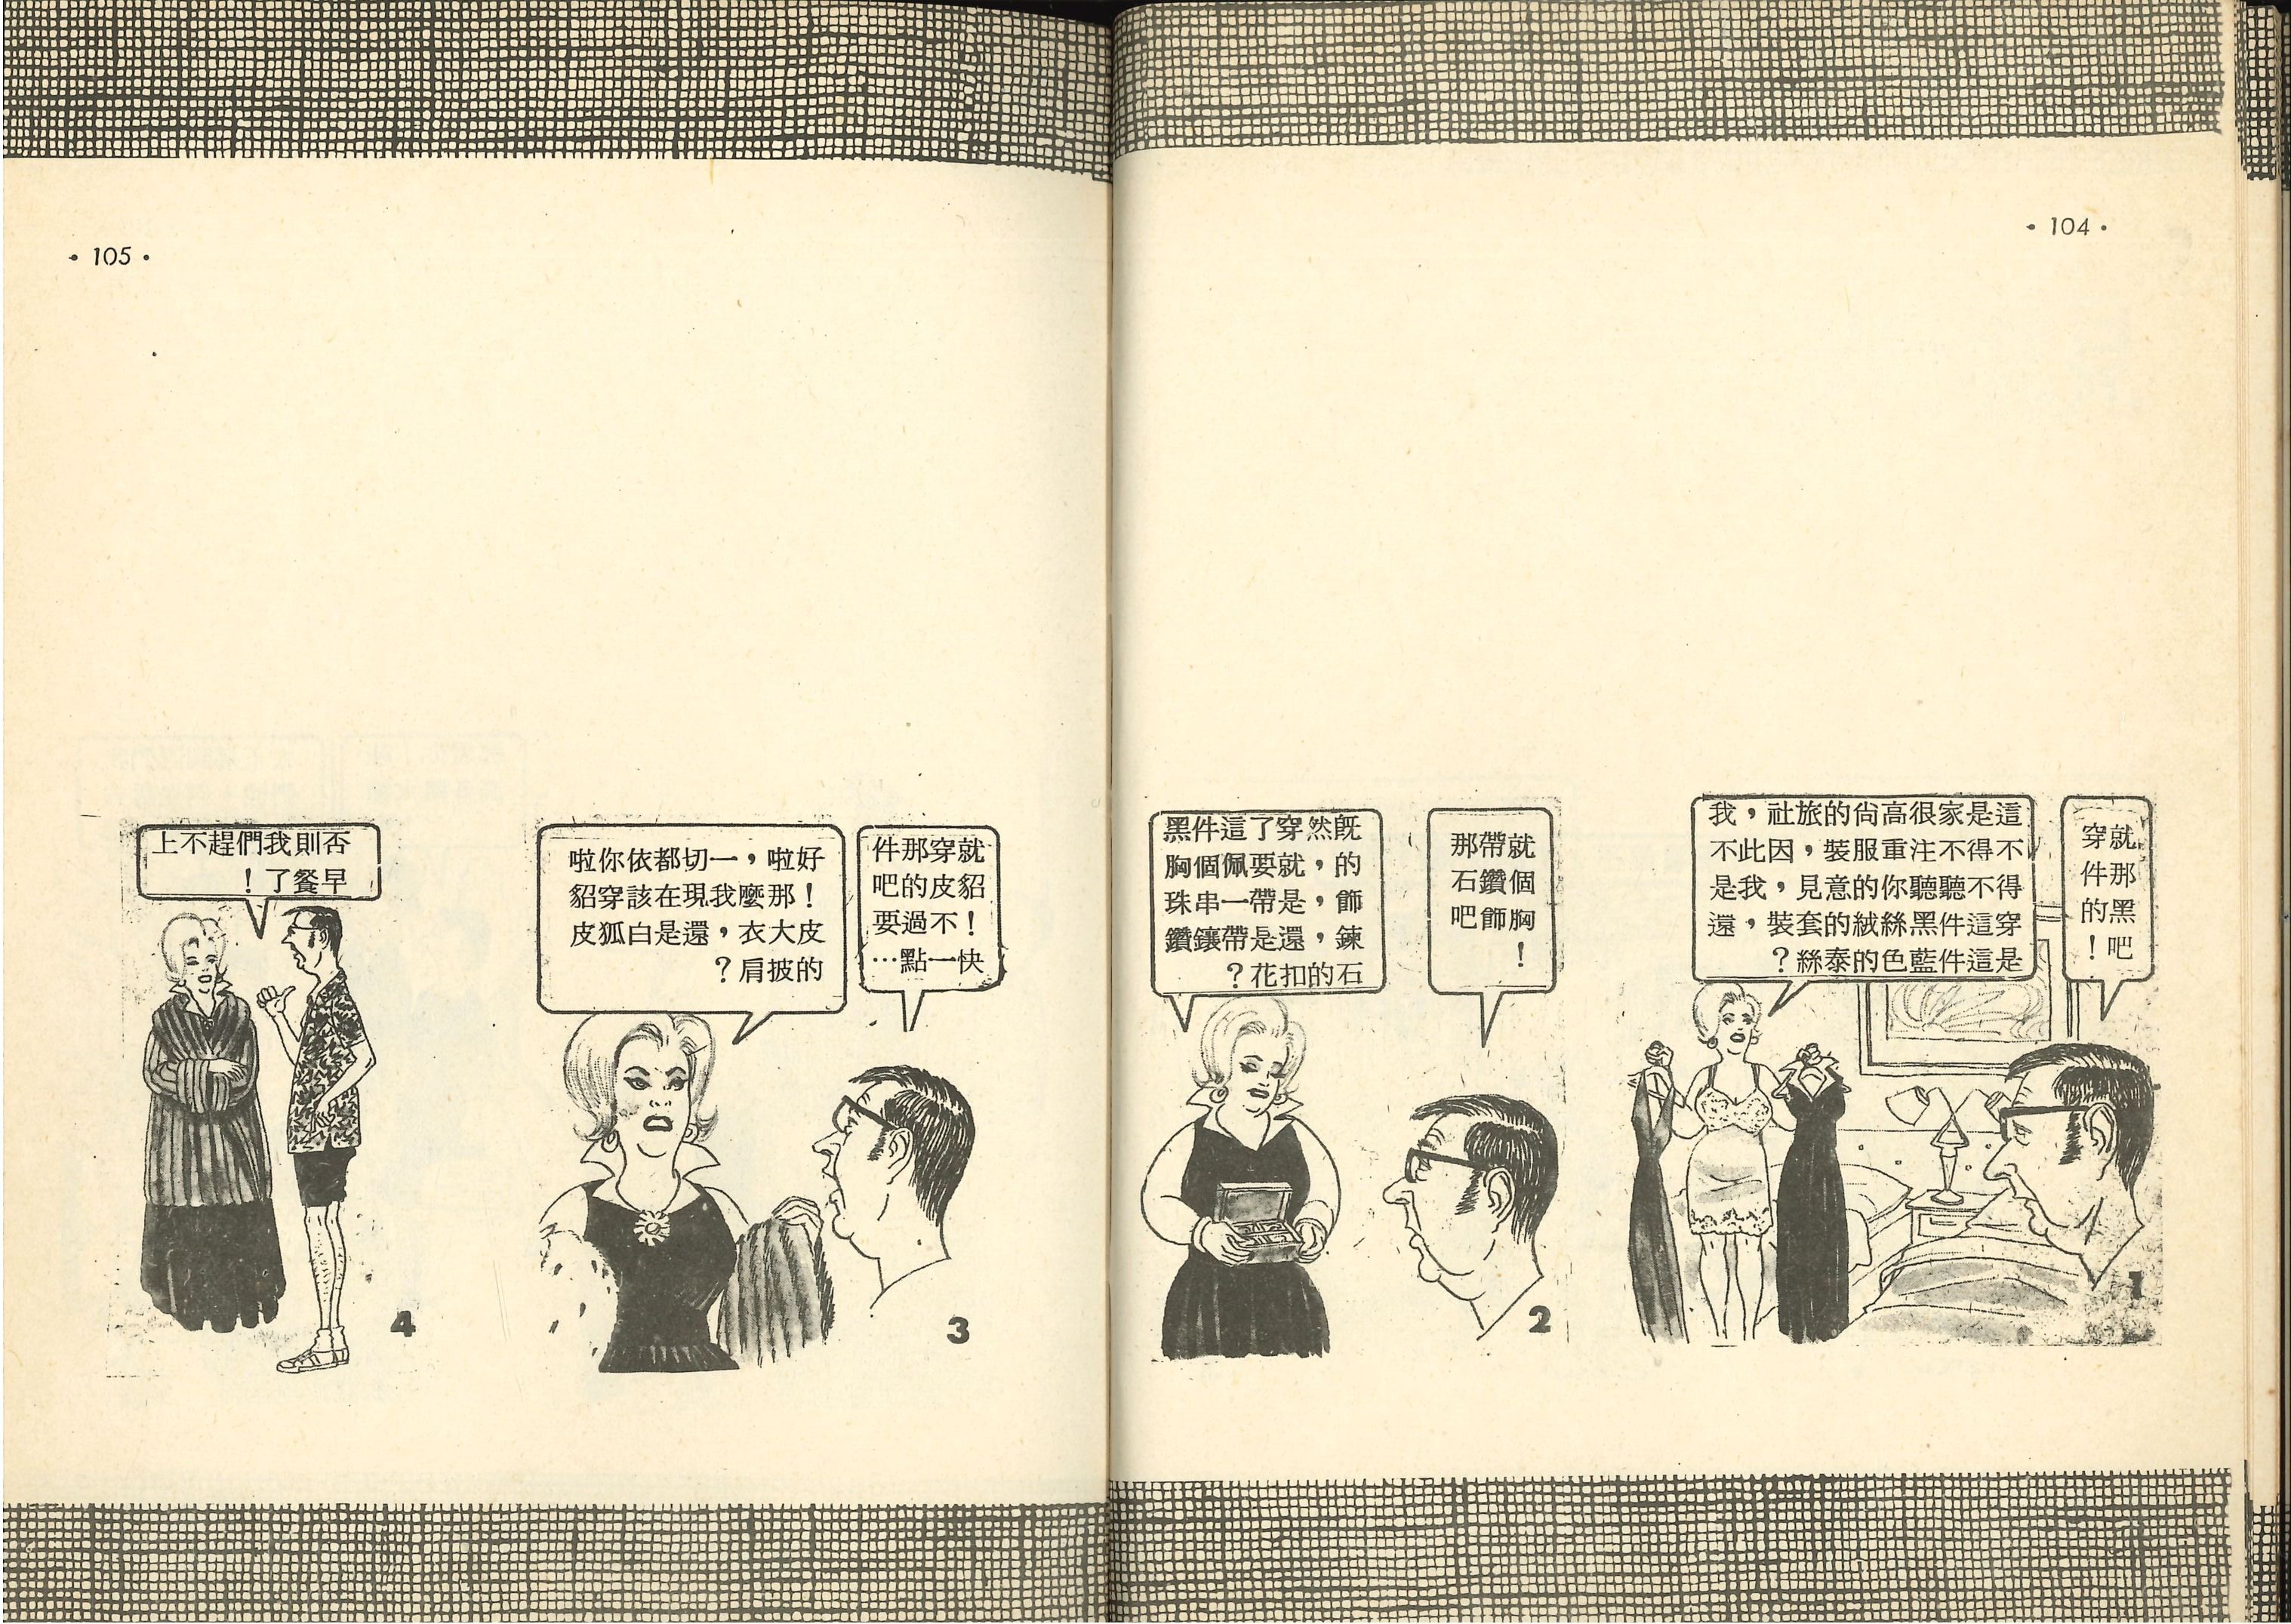 ·104·
這是家很高尙的旅社，我
不得不注重服裝，因此不
得不聽聽你的意見，我是
穿這件黑絲絨的套裝，還
是這件藍色的泰絲？
就穿
那件
黑的
吧！
1
既然穿了這件黑
的，就要佩個胸
飾，是帶一串珠
鍊，還是帶鑲鑽
石的扣花？
就帶那
個鑽石
胸飾吧
！
2
·105·
好啦，一切都依你啦
！那麼我現在該穿貂
皮大衣，還是白狐皮
的披肩？
就穿那件
貂皮的吧
！不過要
快一點…
3
否則我們趕不上
早餐了！
4